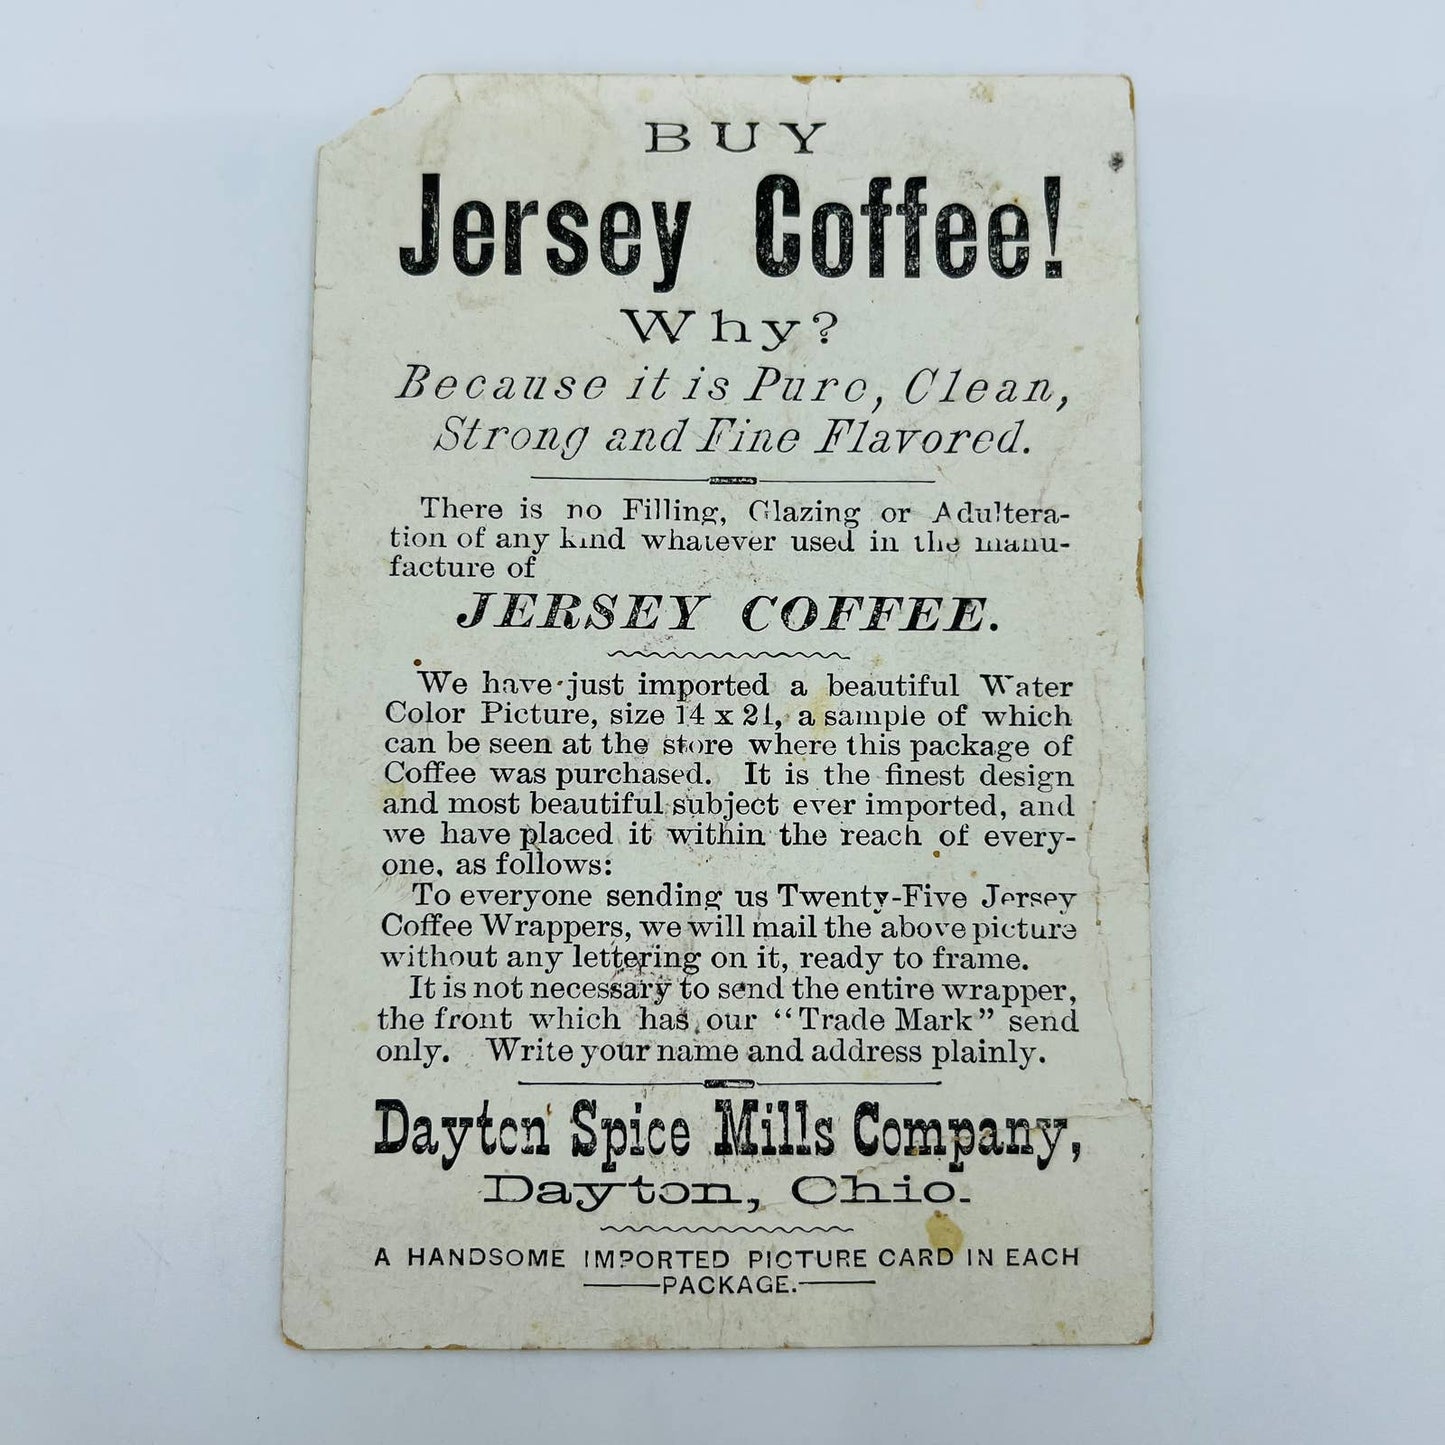 BUY
Jersey Coffee!
Why?
Because it is Pure, Clean,
Strong and Fine Flavored.
There is no Filling, Glazing or Adultera-
tion of any kind whatever used in the manu-
facture of
JERSEY COFFEE.
We have just imported a beautiful Water
Color Picture, size 14 x 21, a sample of which
can be seen at the store where this package of
Coffee was purchased. It is the finest design
and most beautiful subject ever imported, and
we have placed it within the reach of every-
one, as follows:
To everyone sending us Twenty-Five Jersey
Coffee Wrappers, we will mail the above picture
without any lettering on it, ready to frame.
It is not necessary to send the entire wrapper,
the front which has our “Trade Mark” send
only. Write your name and address plainly.
Dayton Spice Mills Company,
Dayton, Ohio.
A HANDSOME IMPORTED PICTURE CARD IN EACH
PACKAGE.